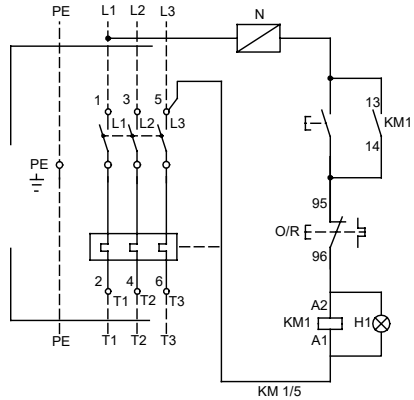 PE L1 L2 L3 N
1 3 5
L1 L2 L3
13
KM1
14
PE
95
O/R
96
2 4 6
T1 T2 T3
A2
KM1 H1
A1
PE T1 T2 T3
KM 1/5